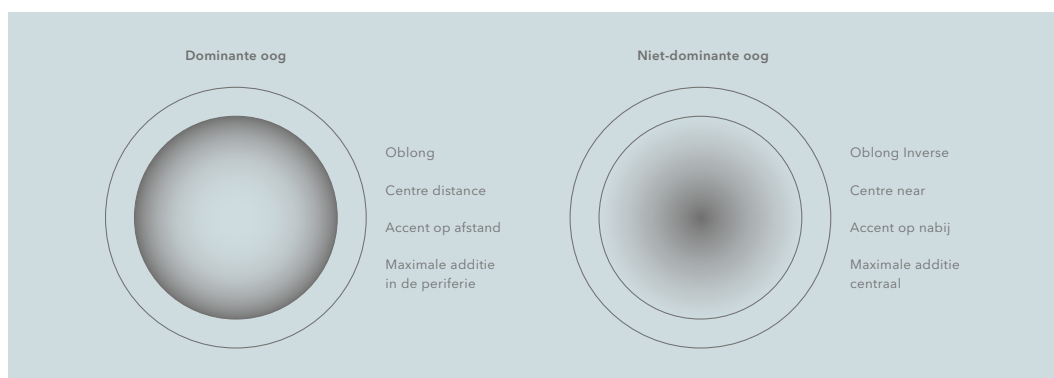 Dominante oog
Oblong
Centre distance
Accent op afstand
Maximale additie
in de periferie
Niet-dominante oog
Oblong Inverse
Centre near
Accent op nabij
Maximale additie
centraal